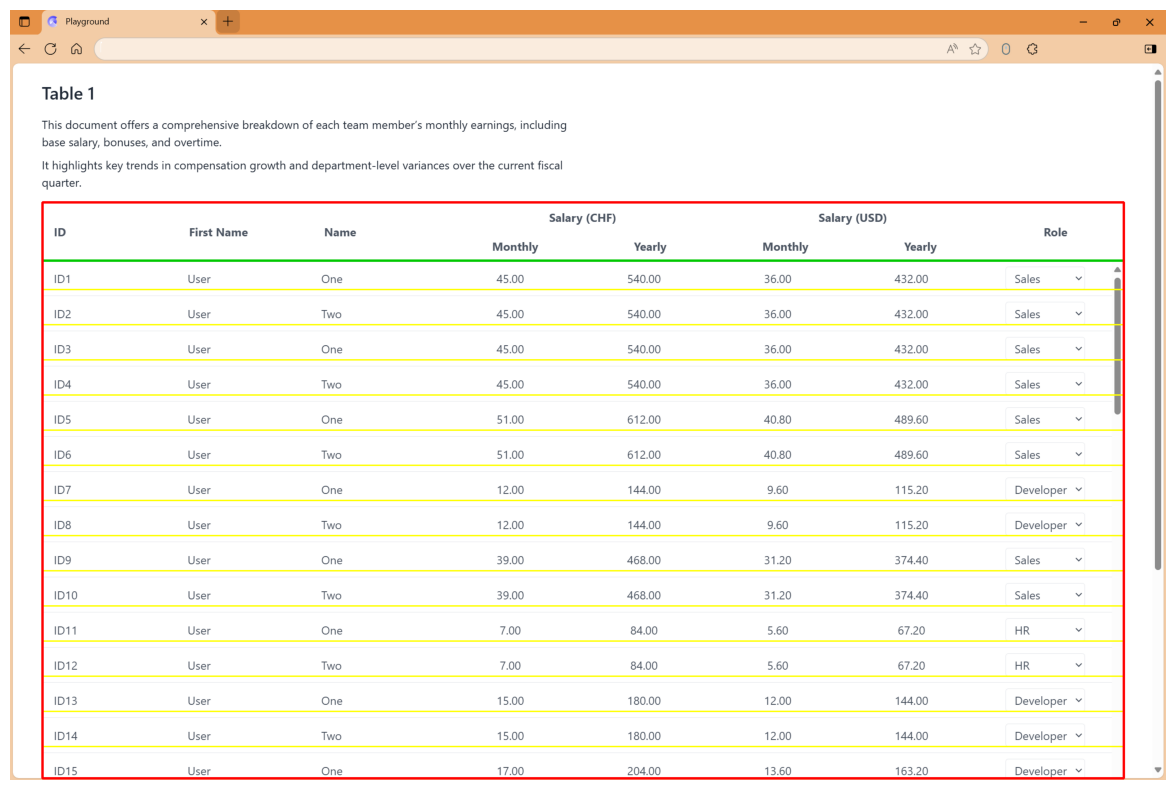 Playground
Table 1
This document offers a comprehensive breakdown of each team member's monthly earnings, including
base salary, bonuses, and overtime.
It highlights key trends in compensation growth and department-level variances over the current fiscal
quarter.
ID First Name Name Salary (CHF) Salary (USD) Role
Monthly Yearly Monthly Yearly
ID1 User One 45.00 540.00 36.00 432.00 Sales
ID2 User Two 45.00 540.00 36.00 432.00 Sales
ID3 User One 45.00 540.00 36.00 432.00 Sales
ID4 User Two 45.00 540.00 36.00 432.00 Sales
ID5 User One 51.00 612.00 40.80 489.60 Sales
ID6 User Two 51.00 612.00 40.80 489.60 Sales
ID7 User One 12.00 144.00 9.60 115.20 Developer
ID8 User Two 12.00 144.00 9.60 115.20 Developer
ID9 User One 39.00 468.00 31.20 374.40 Sales
ID10 User Two 39.00 468.00 31.20 374.40 Sales
ID11 User One 7.00 84.00 5.60 67.20 HR
ID12 User Two 7.00 84.00 5.60 67.20 HR
ID13 User One 15.00 180.00 12.00 144.00 Developer
ID14 User Two 15.00 180.00 12.00 144.00 Developer
ID15 User One 17.00 204.00 13.60 163.20 Developer